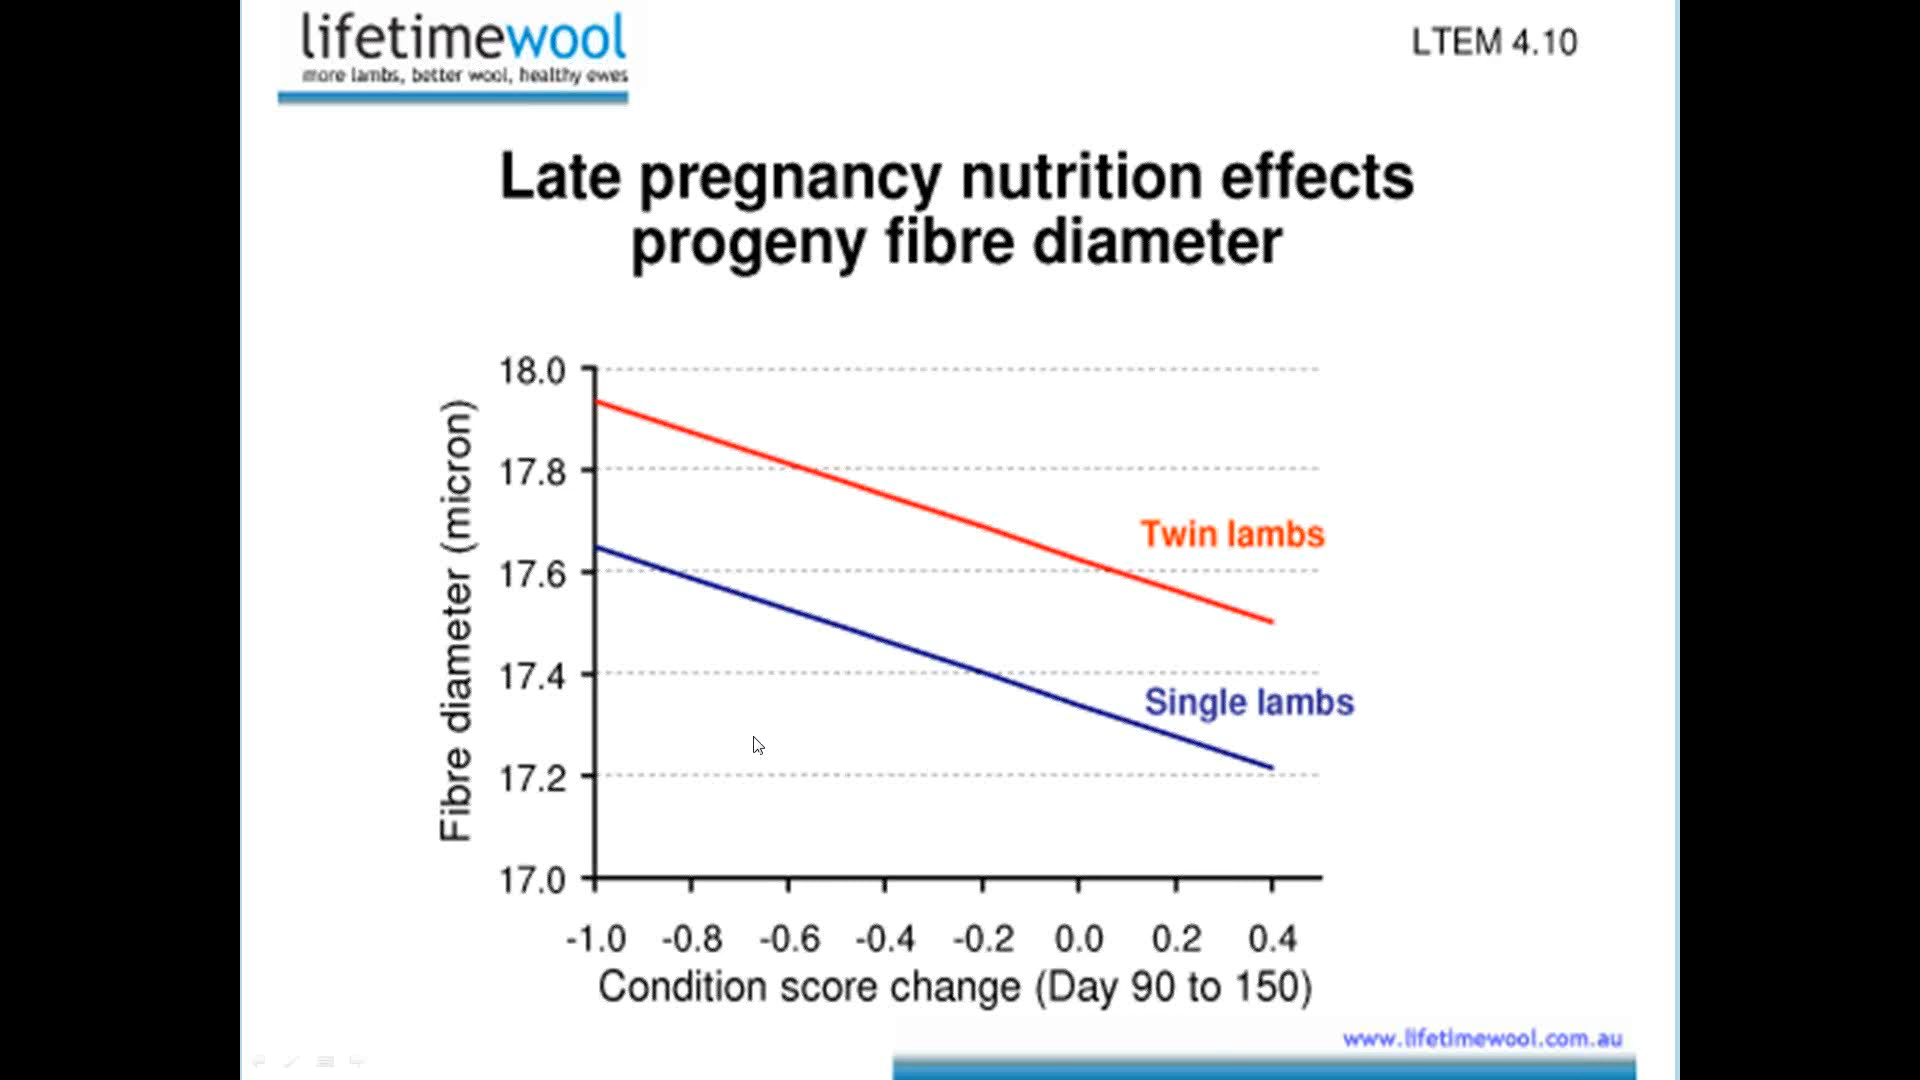 lifetimewool
more lambs, better wool, healthy ewes
LTEM 4.10
Late pregnancy nutrition effects
progeny fibre diameter
Fibre diameter (micron)
18.0
17.8
17.6
17.4
17.2
17.0
Twin lambs
Single lambs
-1.0 -0.8 -0.6 -0.4 -0.2 0.0 0.2 0.4
Condition score change (Day 90 to 150)
www.lifetimewool.com.au